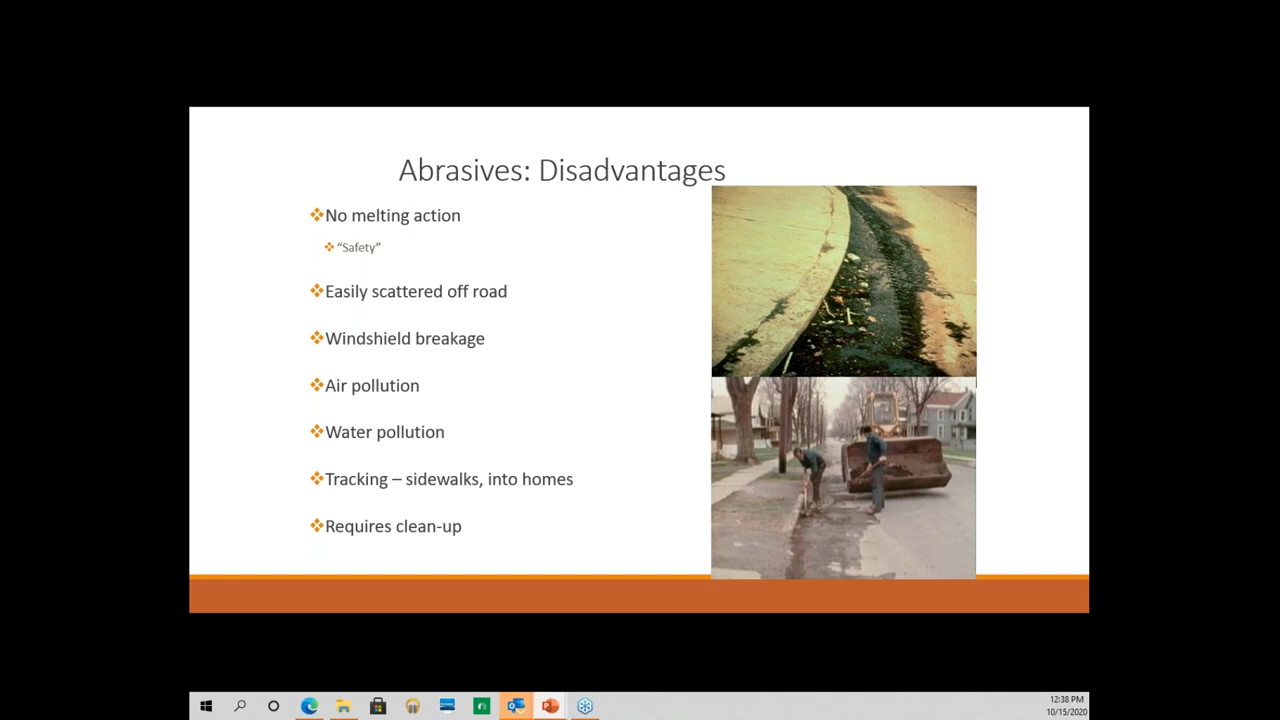 Abrasives: Disadvantages
No melting action
“Safety”
Easily scattered off road
Windshield breakage
Air pollution
Water pollution
Tracking – sidewalks, into homes
Requires clean-up
12:38 PM
10/15/2020